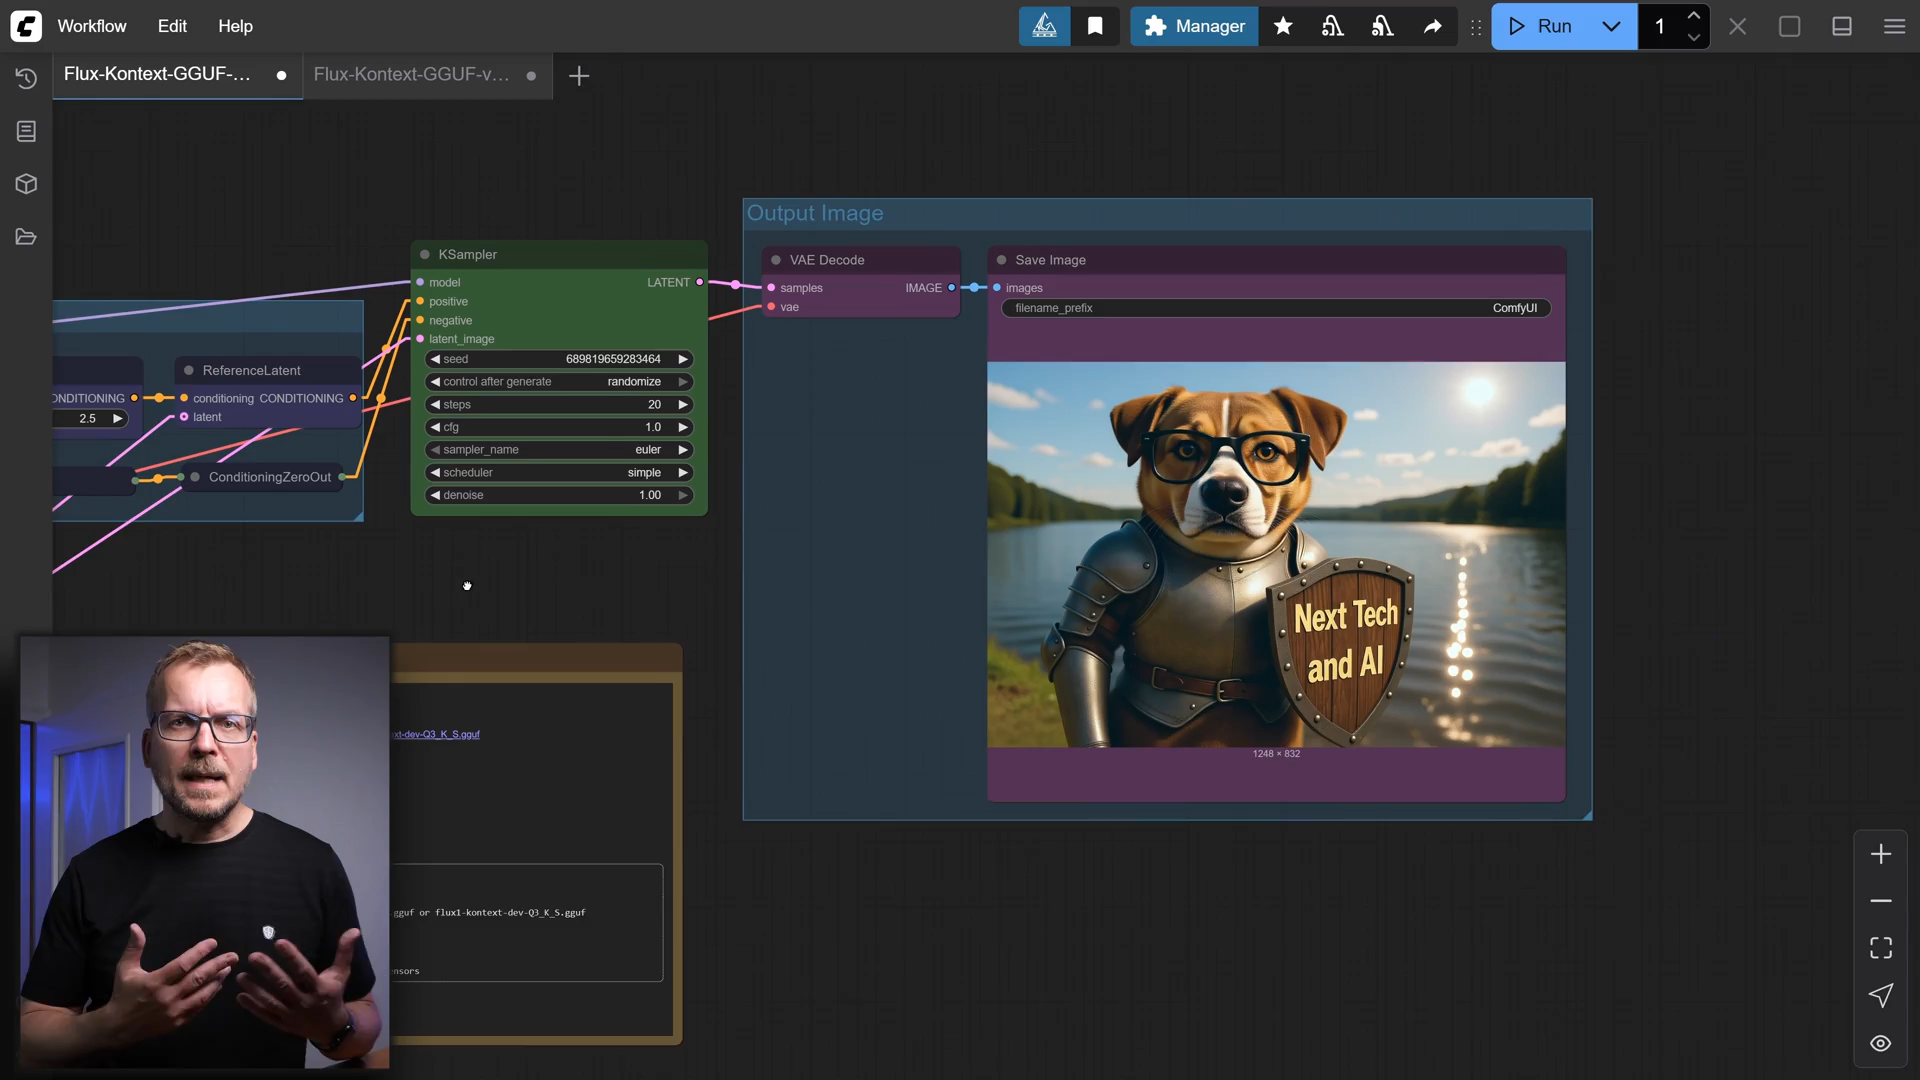 Workflow Edit Help
Manager
Run
1
Flux-Kontext-GGUF-...
Flux-Kontext-GGUF-v...
Output Image
KSampler
model
LATENT
positive
negative
latent_image
seed 689819659283464
control after generate randomize
steps 20
cfg 1.0
sampler_name euler
scheduler simple
denoise 1.00
VAE Decode
samples IMAGE
vae
Save Image
images
filename_prefix ComfyUI
ReferenceLatent
ONDITIONING
conditioning CONDITIONING
2.5
latent
ConditioningZeroOut
Next Tech
and AI
1248 × 832
xt-dev-Q3_K_S.gguf
.gguf or flux1-kontext-dev-Q3_K_S.gguf
ensors